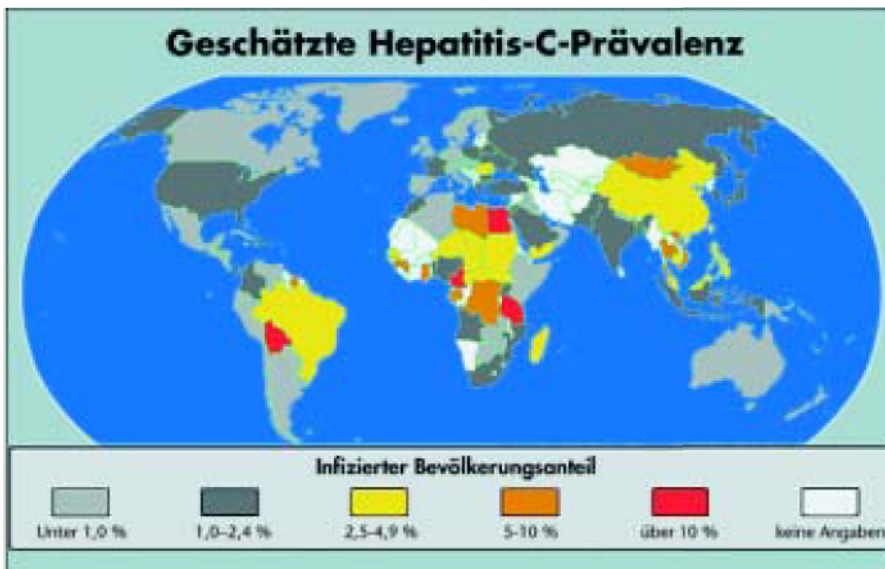 Geschätzte Hepatitis-C-Prävalenz
Infizierter Bevölkerungsanteil
Unter 1,0 %
1,0–2,4 %
2,5–4,9 %
5-10 %
über 10 %
keine Angaben